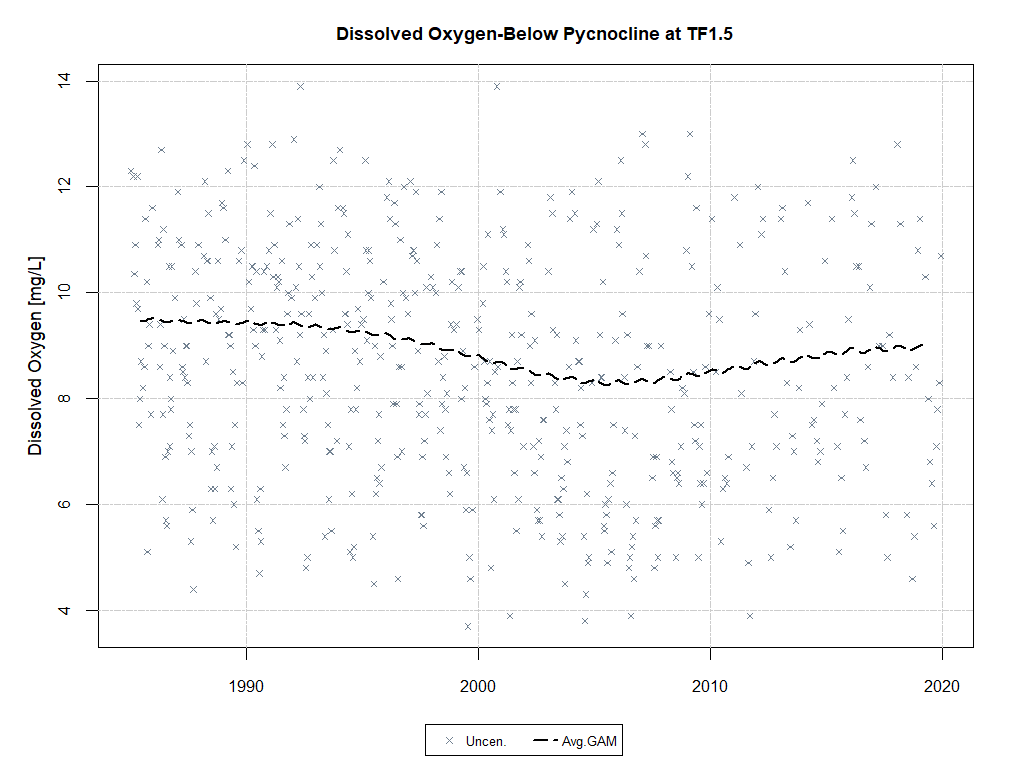 Dissolved Oxygen-Below Pycnocline at TF1.5
Dissolved Oxygen [mg/L]
14
12
10
8
6
4
1990
2000
2010
2020
Uncen.
Avg.GAM